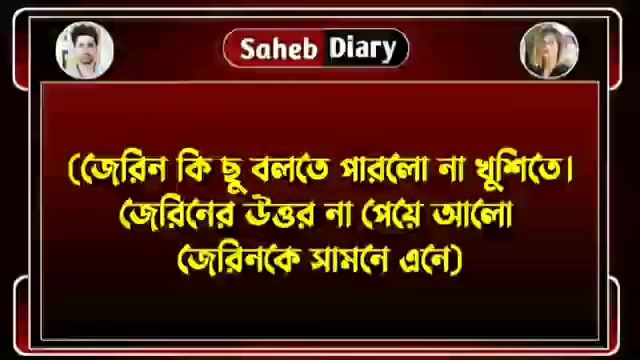 Saheb Diary
(জেরিন কি ছু বলতে পারলো না খুশিতে।
জেরিনের উত্তর না পেয়ে আলো
জেরিনকে সামনে এনে)